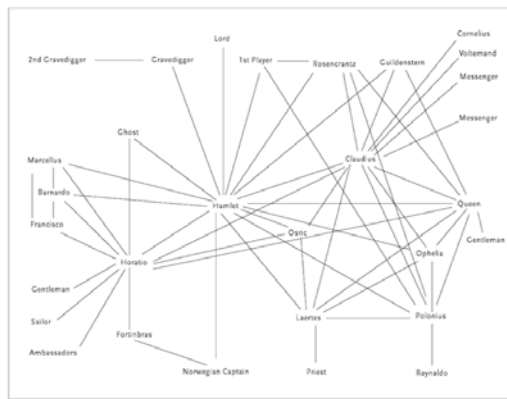 Lord
Cornelius
2nd Gravedigger
Gravedigger
1st Player
Rosencrantz
Guildenstern
Voltemand
Messenger
Messenger
Ghost
Marcellus
Claudius
Barnardo
Hamlet
Queen
Francisco
Osric
Gentleman
Horatio
Ophelia
Gentleman
Sailor
Laertes
Polonius
Fortinbras
Ambassadors
Norwegian Captain
Priest
Reynaldo